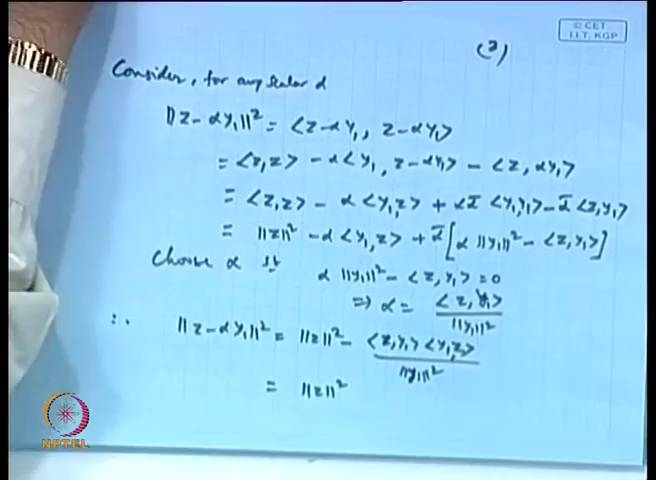 © CET
I.I.T, KGP
(3)
Consider, for any scalar α
||z-αy₁||² = <z-αy₁, z-αy₁>
= <z,z> - α<y₁, z-αy₁> - <z, αy₁>
= <z,z> - α<y₁,z> + αᾱ<y₁,y₁> - ᾱ<z,y₁>
= ||z||² - α<y₁,z> + ᾱ[α||y₁||² - <z,y₁>]
Choose α st α||y₁||² - <z,y₁> = 0
⇒ α = <z,y₁> / ||y₁||²
∴ ||z-αy₁||² = ||z||² - <z,y₁><y₁,z> / ||y₁||²
= ||z||²
NPTEL